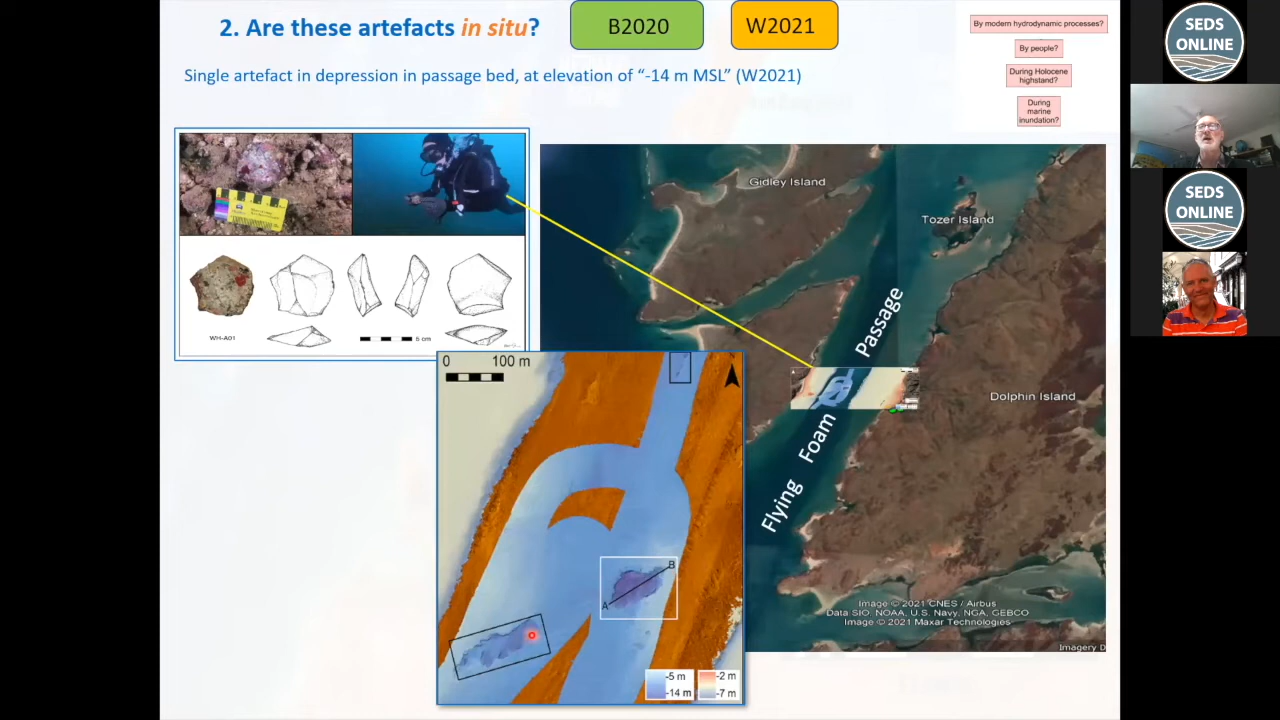 2. Are these artefacts in situ?
B2020
W2021
Single artefact in depression in passage bed, at elevation of “-14 m MSL” (W2021)
By modern hydrodynamic processes?
By people?
During Holocene
highstand?
During
marine
inundation?
SEDS
ONLINE
SEDS
ONLINE
Gidley Island
Tozer Island
Dolphin Island
Flying Foam Passage
WH-A01
5 cm
0 100 m
A
B
-5 m
-14 m
-2 m
-7 m
Image © 2021 CNES / Airbus
Data SIO, NOAA, U.S. Navy, NGA, GEBCO
Image © 2021 Maxar Technologies
Imagery D